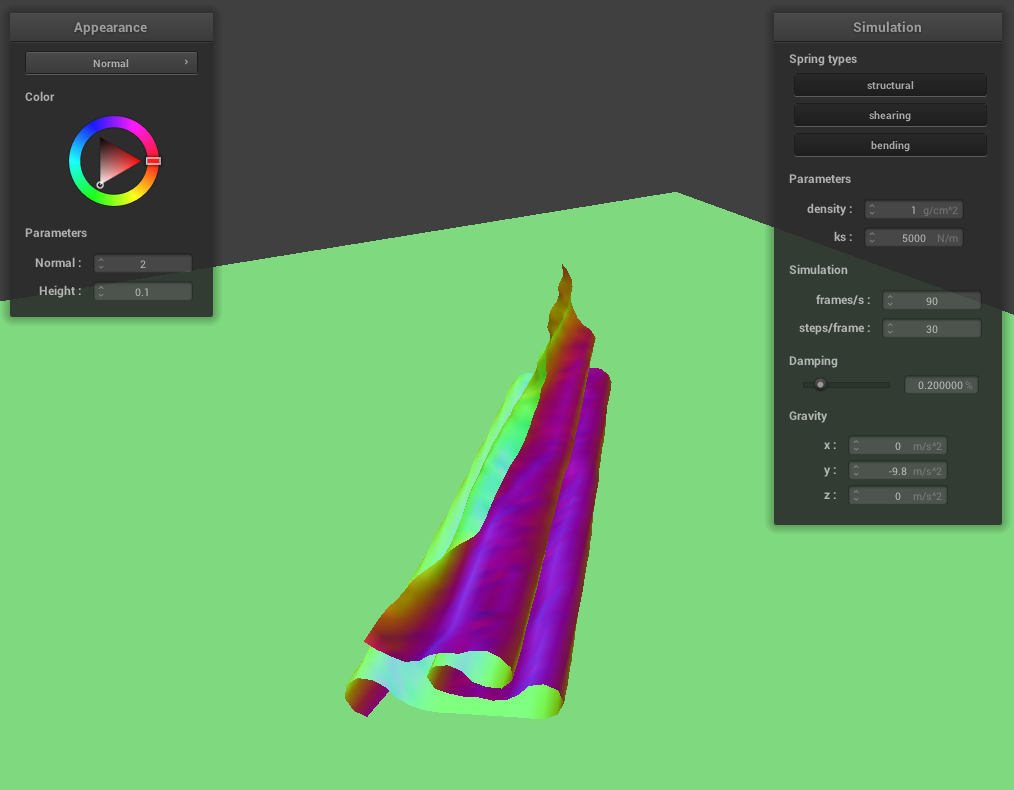 Appearance
Normal
Color
Parameters
Normal : 2
Height : 0.1
Simulation
Spring types
structural
shearing
bending
Parameters
density : 1 g/cm^2
ks : 5000 N/m
Simulation
frames/s : 90
steps/frame : 30
Damping
0.200000 %
Gravity
x : 0 m/s^2
y : -9.8 m/s^2
z : 0 m/s^2